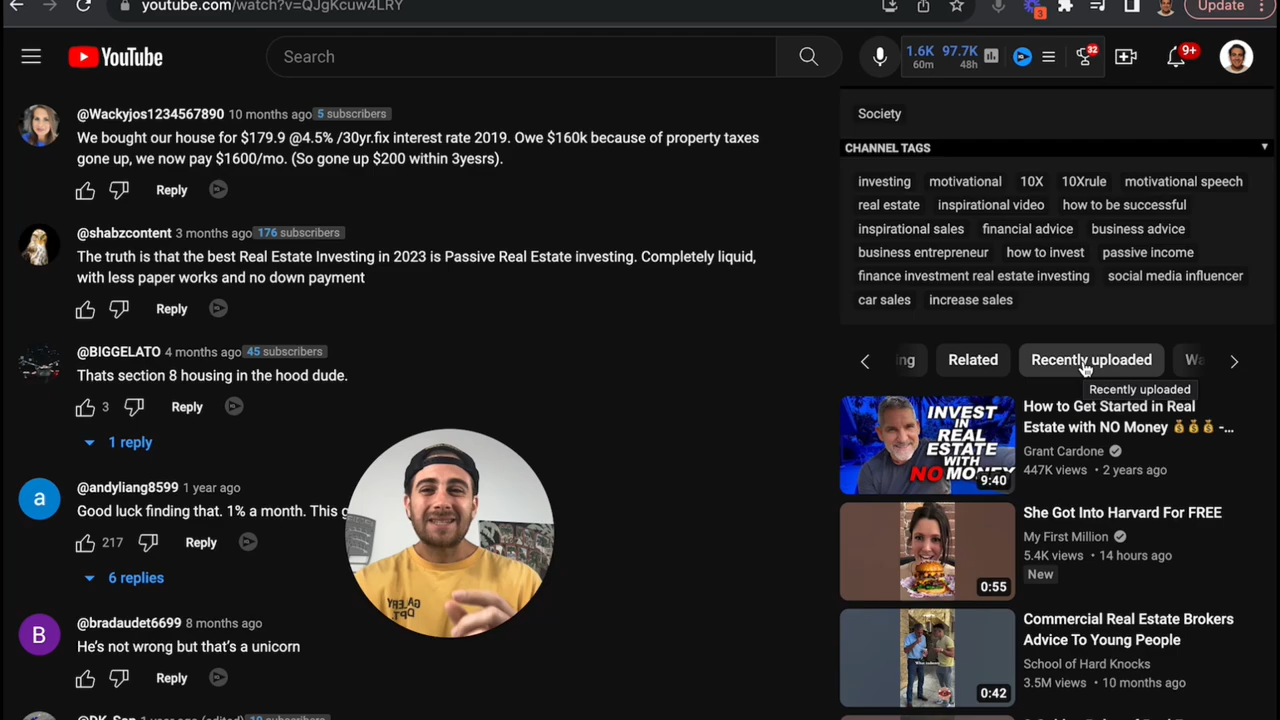 youtube.com/watch?v=QJgKcuw4LRY
3
Update
YouTube
Search
1.6K 97.7K
60m 48h
32
9+
@Wackyjos1234567890 10 months ago 5 subscribers
We bought our house for $179.9 @4.5% /30yr.fix interest rate 2019. Owe $160k because of property taxes
gone up, we now pay $1600/mo. (So gone up $200 within 3yesrs).
Reply
@shabzcontent 3 months ago 176 subscribers
The truth is that the best Real Estate Investing in 2023 is Passive Real Estate investing. Completely liquid,
with less paper works and no down payment
Reply
@BIGGELATO 4 months ago 45 subscribers
Thats section 8 housing in the hood dude.
3 Reply
1 reply
a
@andyliang8599 1 year ago
Good luck finding that. 1% a month. This g
217 Reply
6 replies
GALERY
DPT.
B
@bradaudet6699 8 months ago
He's not wrong but that's a unicorn
Reply
1 year ago (edited)
Society
CHANNEL TAGS
investing motivational 10X 10Xrule motivational speech
real estate inspirational video how to be successful
inspirational sales financial advice business advice
business entrepreneur how to invest passive income
finance investment real estate investing social media influencer
car sales increase sales
ing Related Recently uploaded Wa
Recently uploaded
INVEST
IN
REAL
ESTATE
WITH
NO MONEY
9:40
How to Get Started in Real
Estate with NO Money 💰💰💰 -...
Grant Cardone
447K views • 2 years ago
0:55
She Got Into Harvard For FREE
My First Million
5.4K views • 14 hours ago
New
0:42
Commercial Real Estate Brokers
Advice To Young People
School of Hard Knocks
3.5M views • 10 months ago